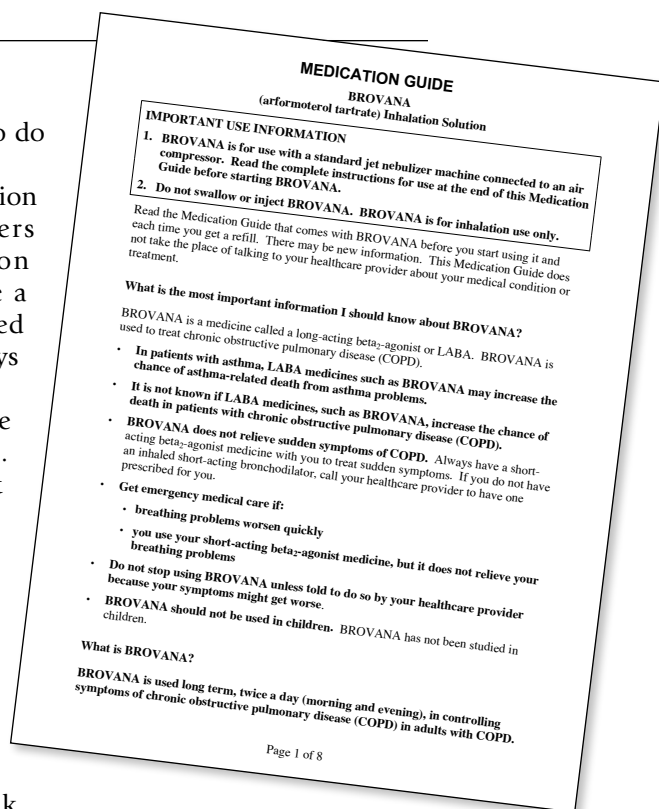 o do
ion
ers
on
e a
ed
ys
e
.
t
k
MEDICATION GUIDE
BROVANA
(arformoterol tartrate) Inhalation Solution
IMPORTANT USE INFORMATION
1. BROVANA is for use with a standard jet nebulizer machine connected to an air
compressor. Read the complete instructions for use at the end of this Medication
Guide before starting BROVANA.
2. Do not swallow or inject BROVANA. BROVANA is for inhalation use only.
Read the Medication Guide that comes with BROVANA before you start using it and
each time you get a refill. There may be new information. This Medication Guide does
not take the place of talking to your healthcare provider about your medical condition or
treatment.
What is the most important information I should know about BROVANA?
BROVANA is a medicine called a long-acting beta₂-agonist or LABA. BROVANA is
used to treat chronic obstructive pulmonary disease (COPD).
· In patients with asthma, LABA medicines such as BROVANA may increase the
chance of asthma-related death from asthma problems.
· It is not known if LABA medicines, such as BROVANA, increase the chance of
death in patients with chronic obstructive pulmonary disease (COPD).
· BROVANA does not relieve sudden symptoms of COPD. Always have a short-
acting beta₂-agonist medicine with you to treat sudden symptoms. If you do not have
an inhaled short-acting bronchodilator, call your healthcare provider to have one
prescribed for you.
· Get emergency medical care if:
· breathing problems worsen quickly
· you use your short-acting beta₂-agonist medicine, but it does not relieve your
breathing problems
· Do not stop using BROVANA unless told to do so by your healthcare provider
because your symptoms might get worse.
· BROVANA should not be used in children. BROVANA has not been studied in
children.
What is BROVANA?
BROVANA is used long term, twice a day (morning and evening), in controlling
symptoms of chronic obstructive pulmonary disease (COPD) in adults with COPD.
Page 1 of 8